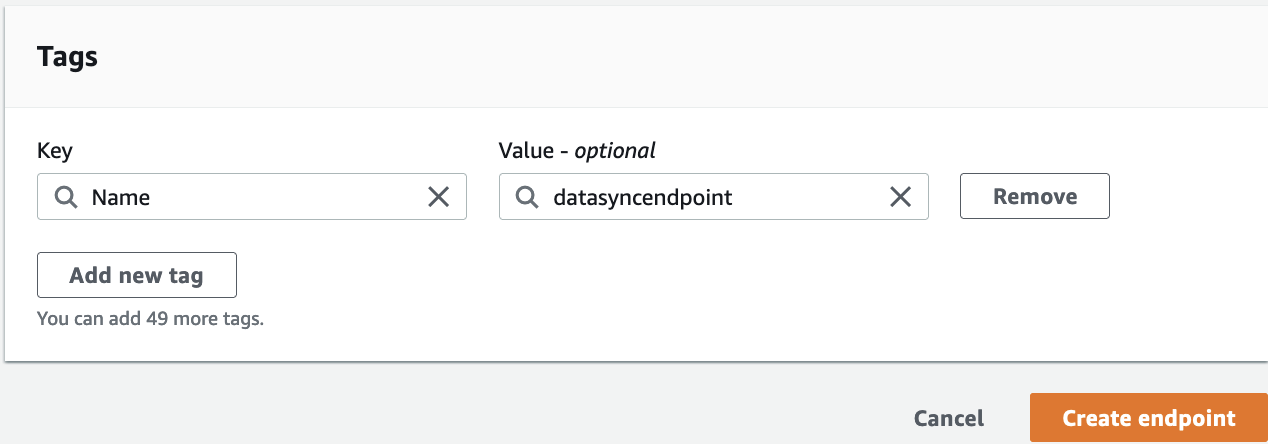 Tags
Key
Value - optional
Name
datasyncendpoint
Remove
Add new tag
You can add 49 more tags.
Cancel
Create endpoint